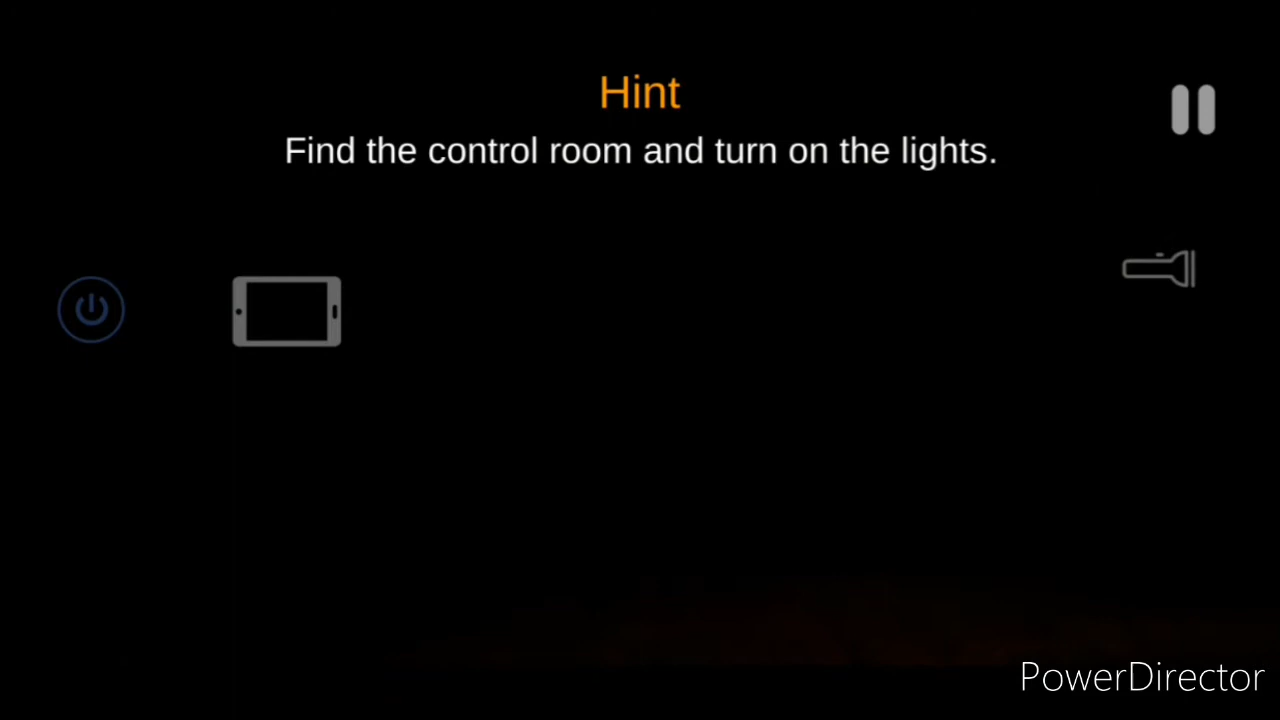 Hint
Find the control room and turn on the lights.
PowerDirector